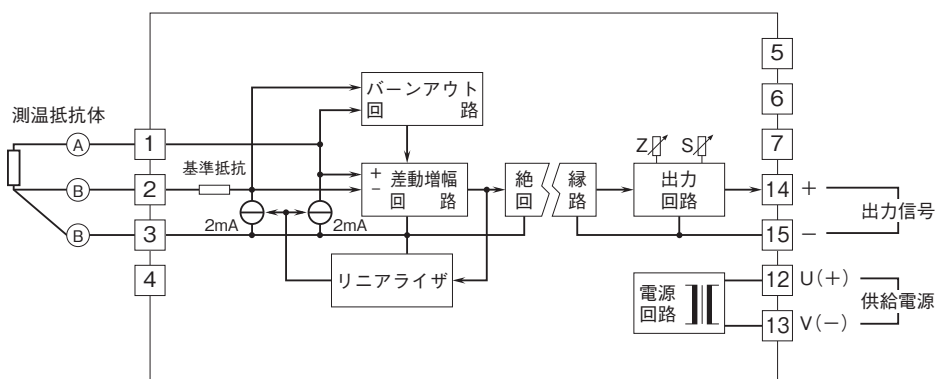 測温抵抗体
A
B
B
1
2
3
4
基準抵抗
2mA
2mA
バーンアウト
回 路
+
−
差動増幅
回 路
リニアライザ
絶 縁
回 路
Z
S
出力
回路
電源
回路
5
6
7
14
+
15
−
出力信号
12
U(+)
13
V(−)
供給電源